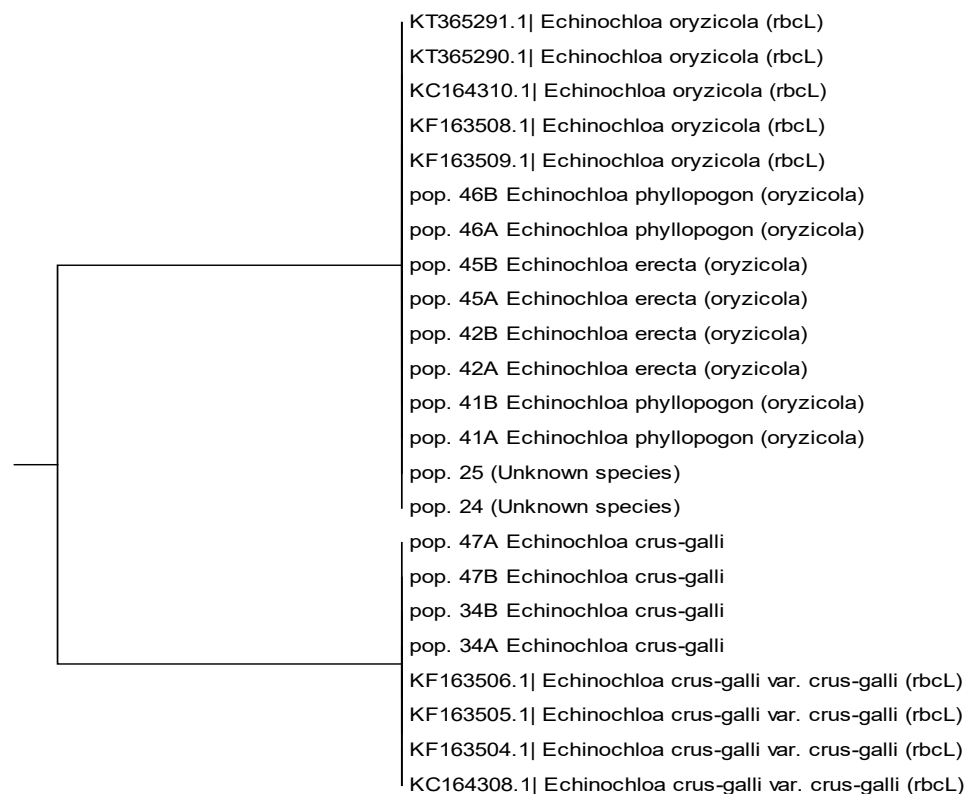 KT365291.1| Echinochloa oryzicola (rbcL)
KT365290.1| Echinochloa oryzicola (rbcL)
KC164310.1| Echinochloa oryzicola (rbcL)
KF163508.1| Echinochloa oryzicola (rbcL)
KF163509.1| Echinochloa oryzicola (rbcL)
pop. 46B Echinochloa phyllopogon (oryzicola)
pop. 46A Echinochloa phyllopogon (oryzicola)
pop. 45B Echinochloa erecta (oryzicola)
pop. 45A Echinochloa erecta (oryzicola)
pop. 42B Echinochloa erecta (oryzicola)
pop. 42A Echinochloa erecta (oryzicola)
pop. 41B Echinochloa phyllopogon (oryzicola)
pop. 41A Echinochloa phyllopogon (oryzicola)
pop. 25 (Unknown species)
pop. 24 (Unknown species)
pop. 47A Echinochloa crus-galli
pop. 47B Echinochloa crus-galli
pop. 34B Echinochloa crus-galli
pop. 34A Echinochloa crus-galli
KF163506.1| Echinochloa crus-galli var. crus-galli (rbcL)
KF163505.1| Echinochloa crus-galli var. crus-galli (rbcL)
KF163504.1| Echinochloa crus-galli var. crus-galli (rbcL)
KC164308.1| Echinochloa crus-galli var. crus-galli (rbcL)